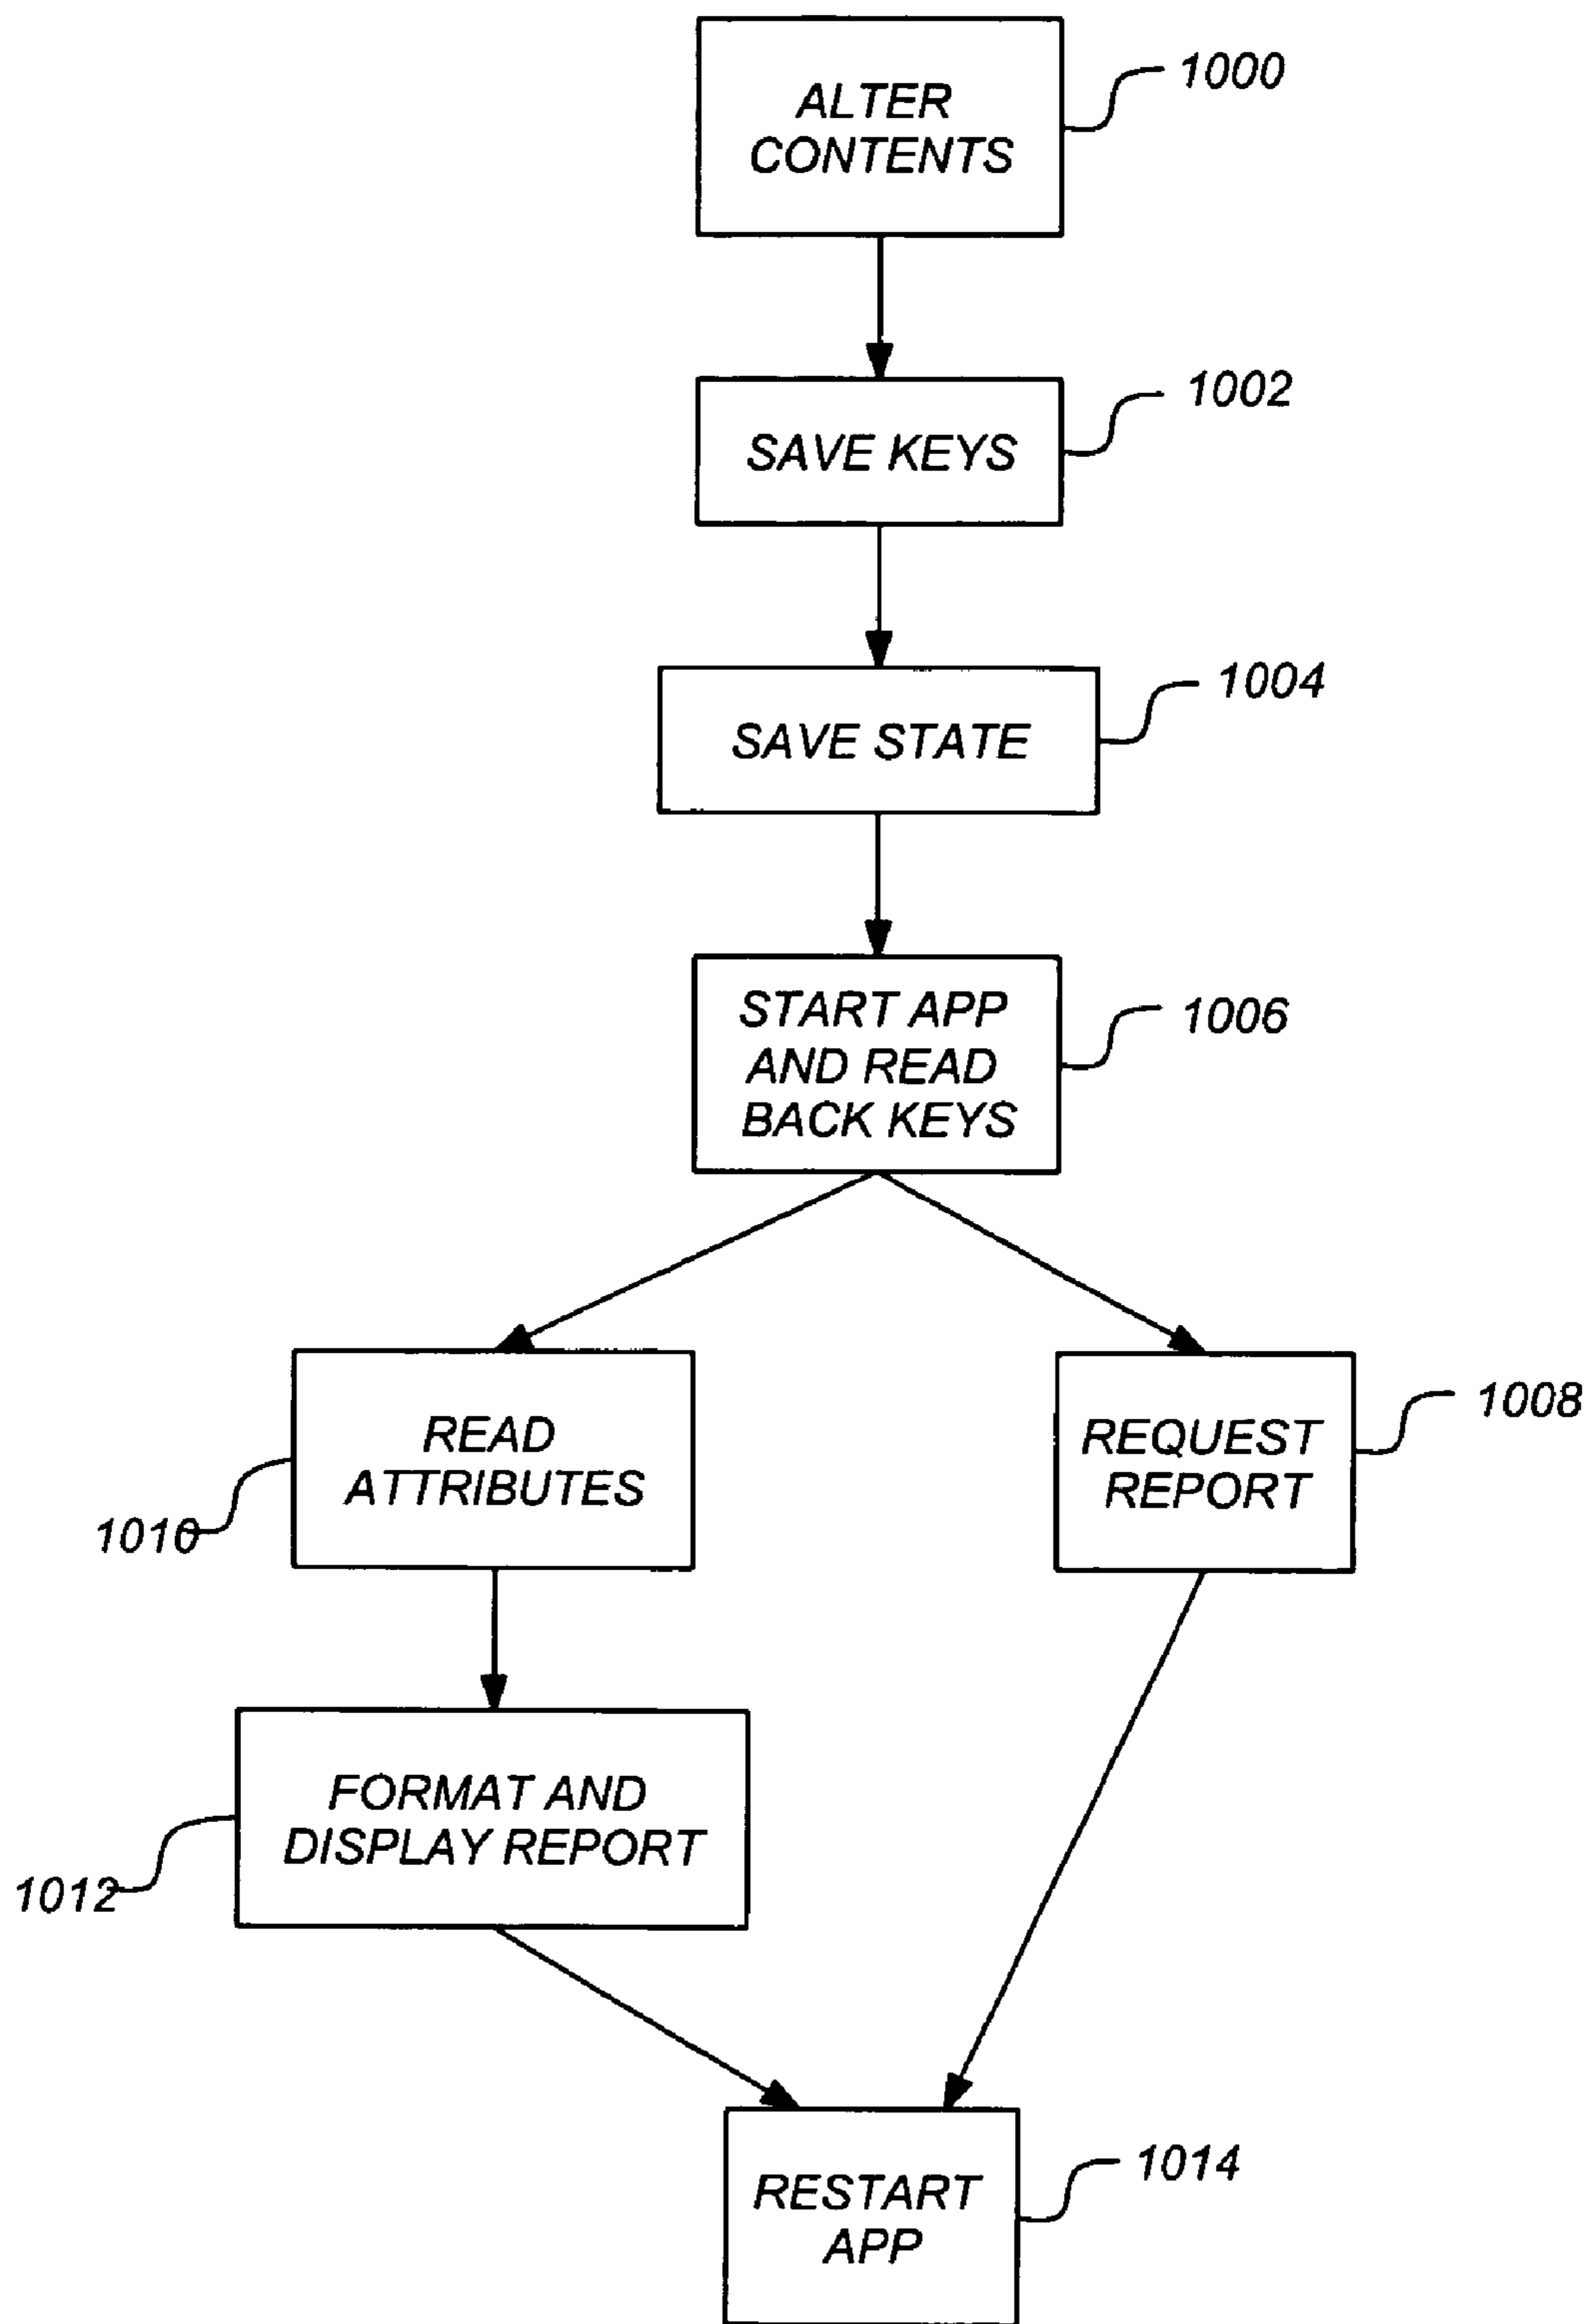 ALTER
CONTENTS
1000
SAVE KEYS
1002
SAVE STATE
1004
START APP
AND READ
BACK KEYS
1006
READ
ATTRIBUTES
1010
REQUEST
REPORT
1008
FORMAT AND
DISPLAY REPORT
1012
RESTART
APP
1014